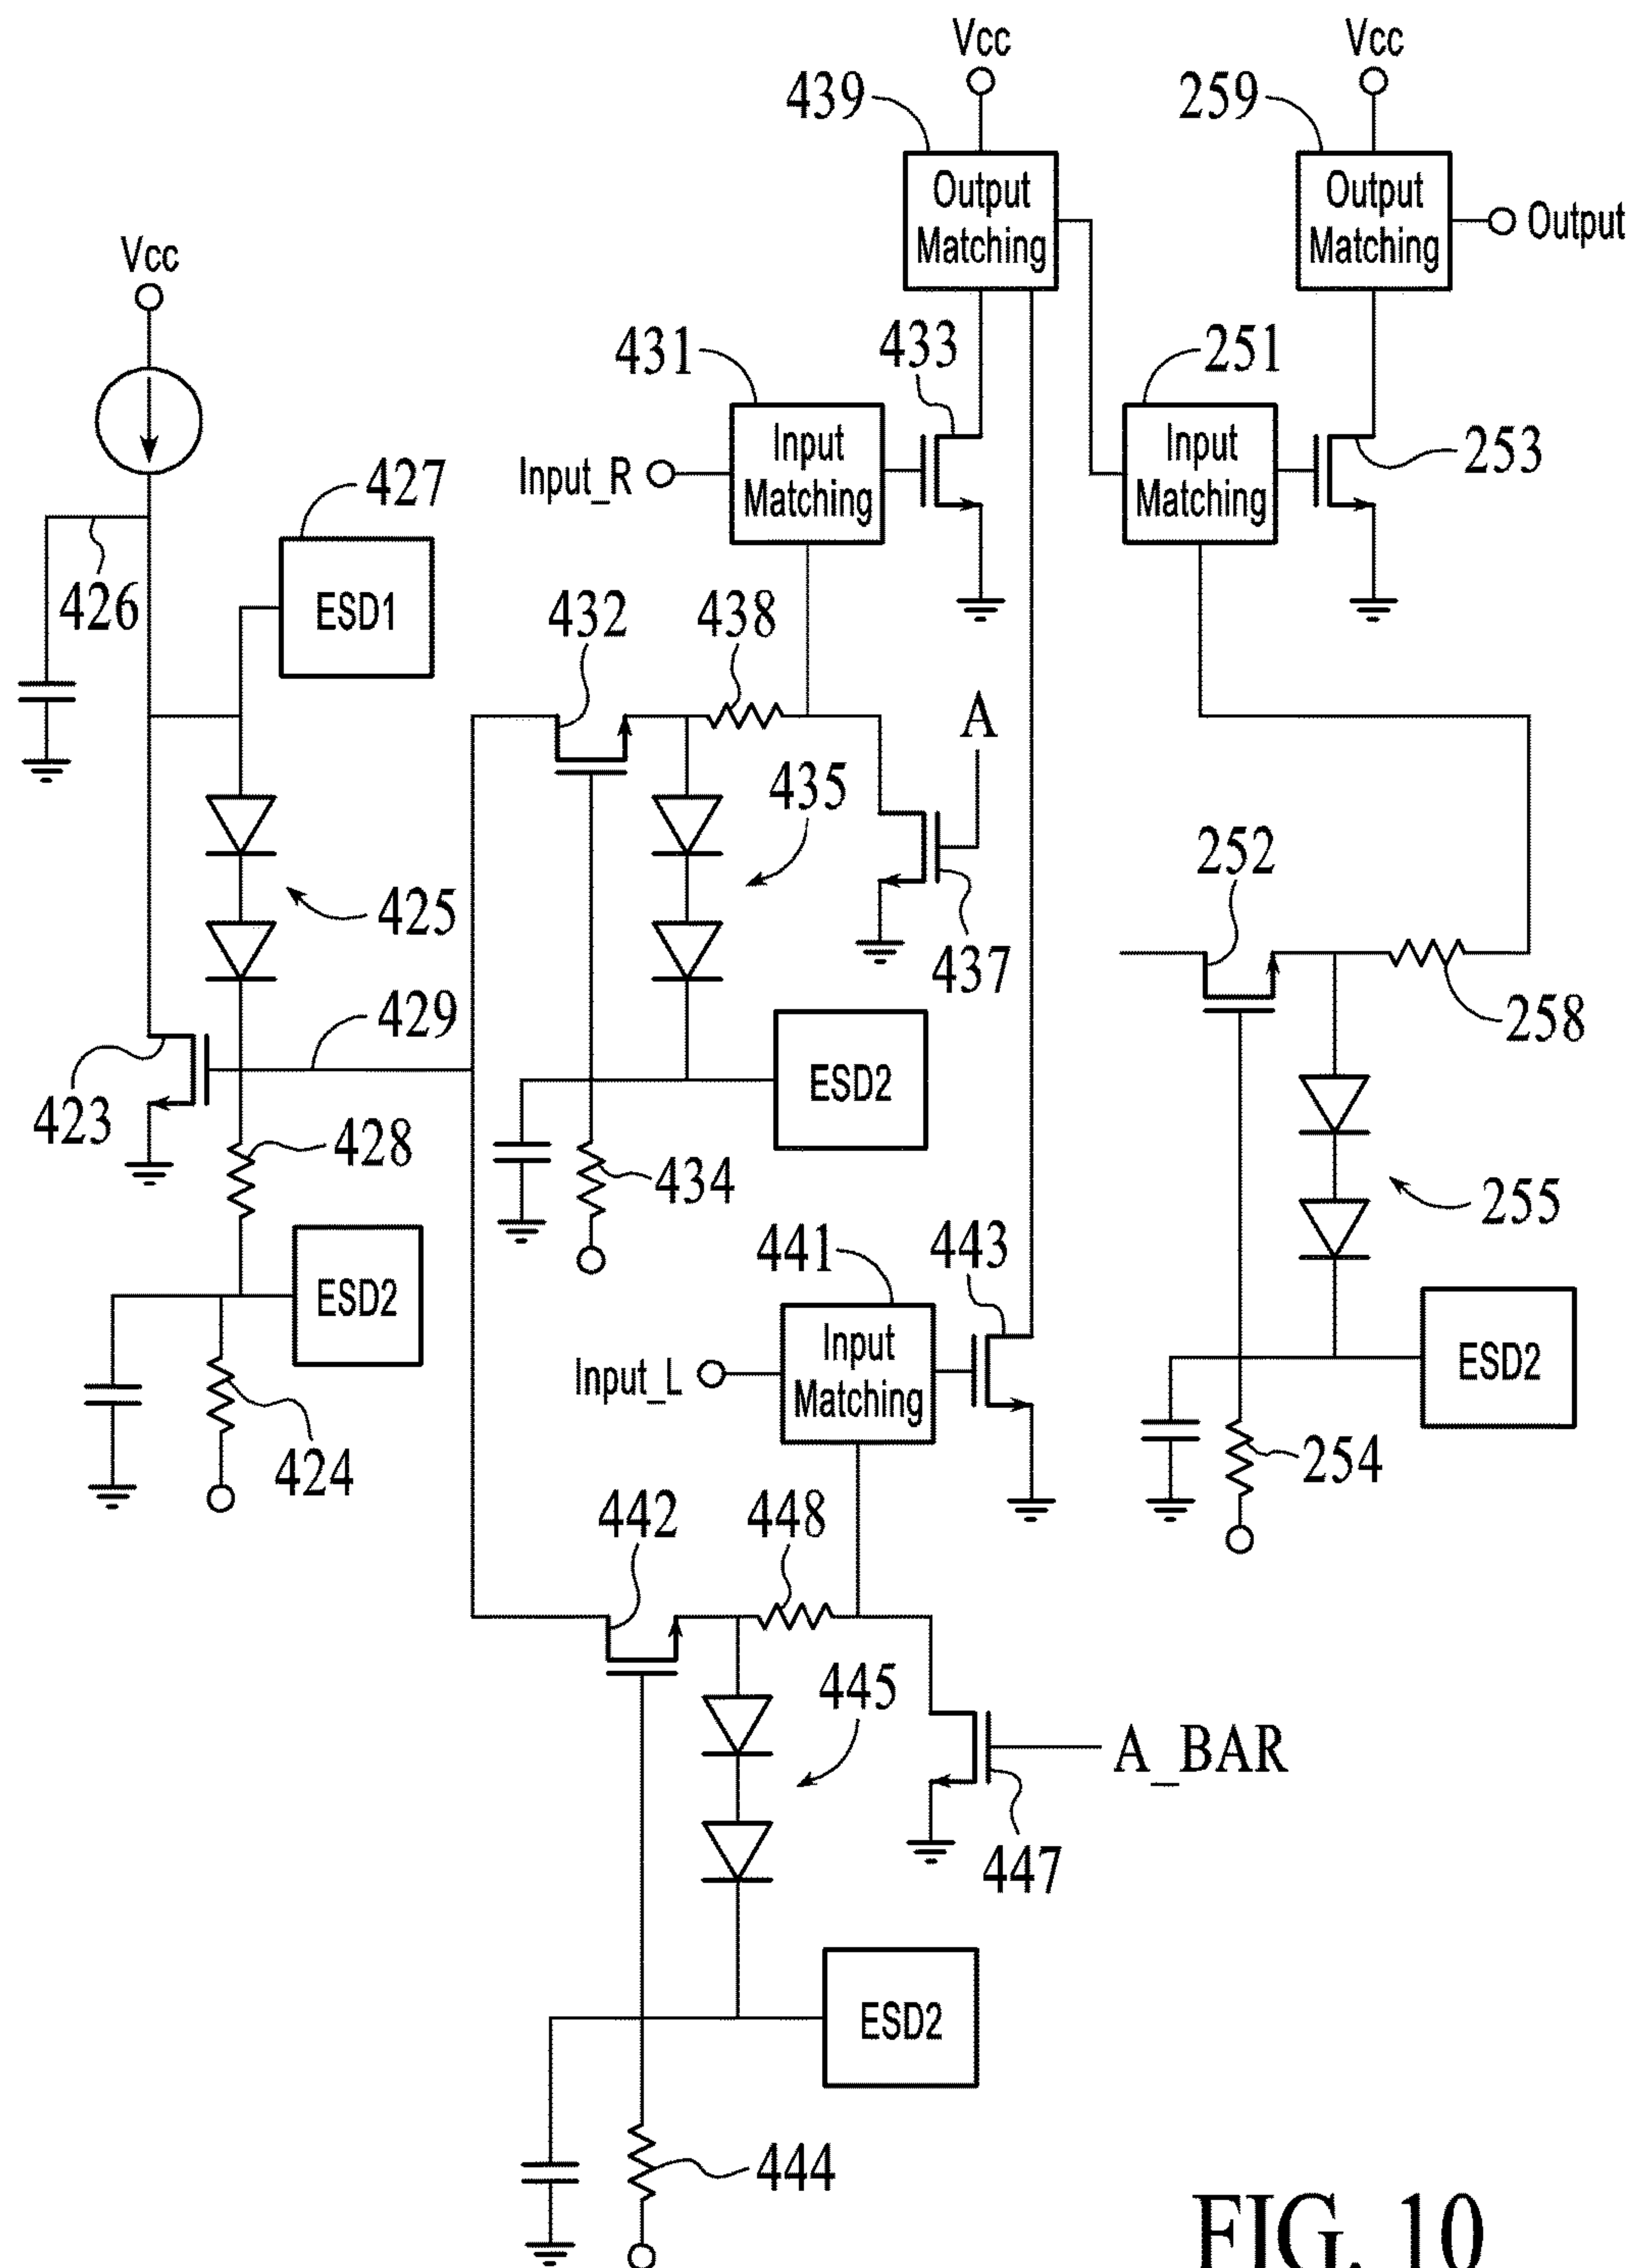 Vcc
Vcc
439
259
Output
Matching
Output
Matching
Output
Vcc
431
433
251
427
Input_R
Input
Matching
Input
Matching
253
426
ESD1
432
438
A
435
252
425
437
429
258
ESD2
423
428
434
255
441
443
ESD2
Input_L
Input
Matching
ESD2
424
254
442
448
445
A_BAR
447
ESD2
444
FIG. 10